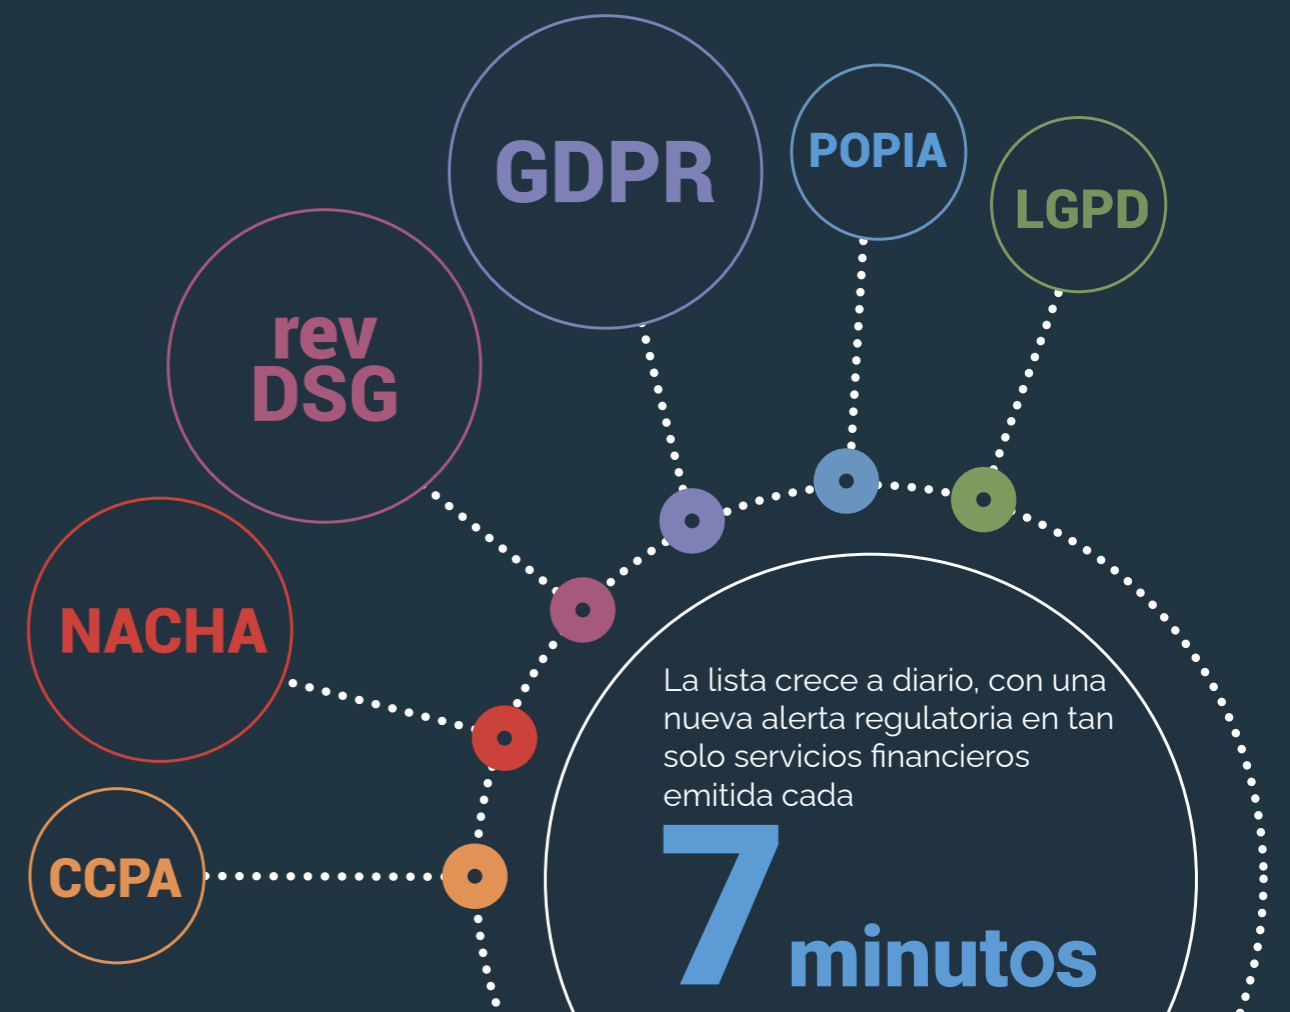 GDPR
POPIA
LGPD
rev
DSG
NACHA
CCPA
La lista crece a diario, con una
nueva alerta regulatoria en tan
solo servicios financieros
emitida cada
7 minutos